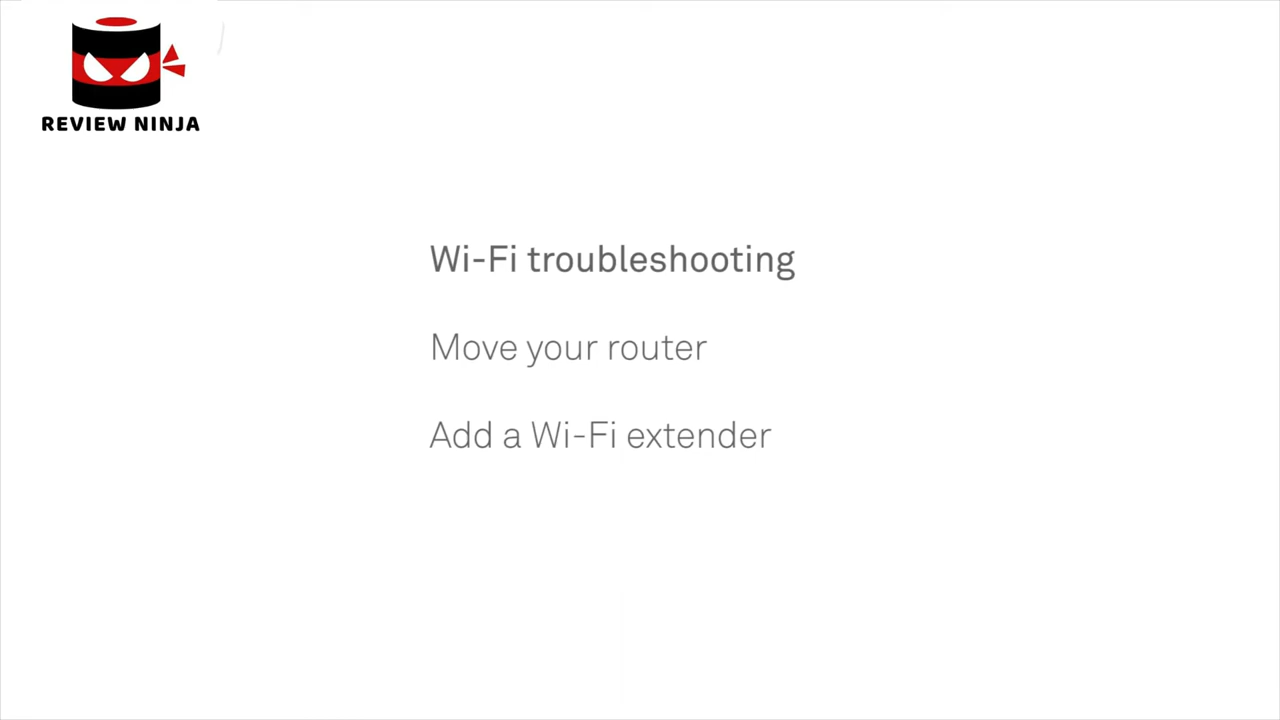 REVIEW NINJA
Wi-Fi troubleshooting
Move your router
Add a Wi-Fi extender